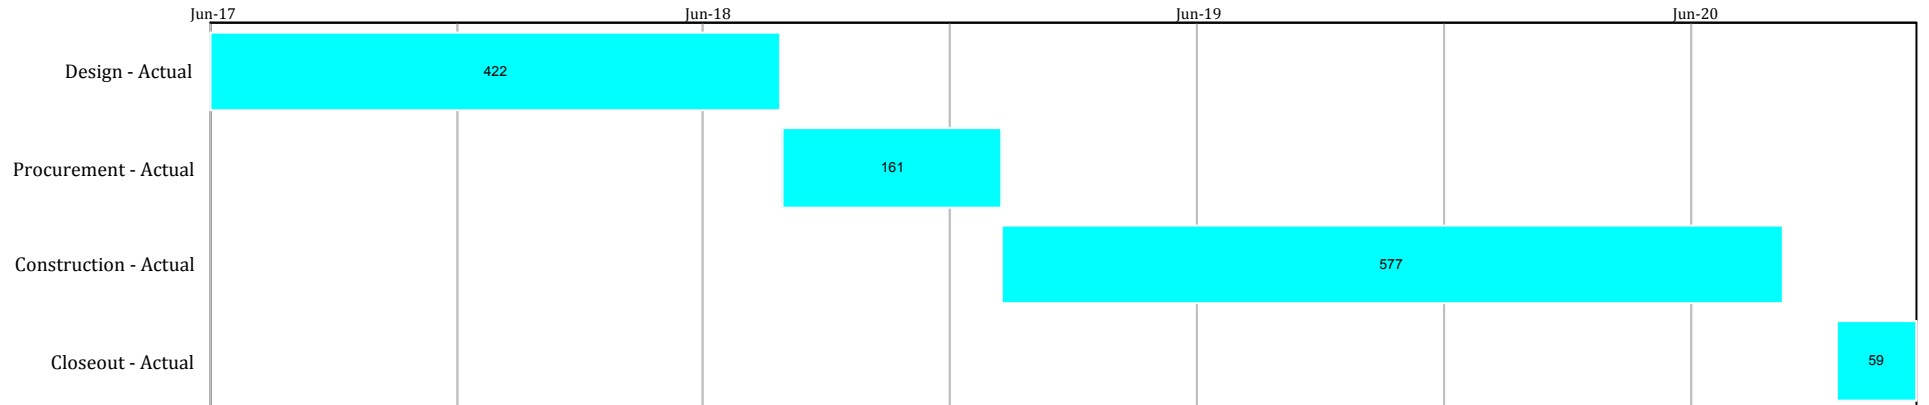 Jun-17 Jun-18 Jun-19 Jun-20
Design - Actual 422
Procurement - Actual 161
Construction - Actual 577
Closeout - Actual 59